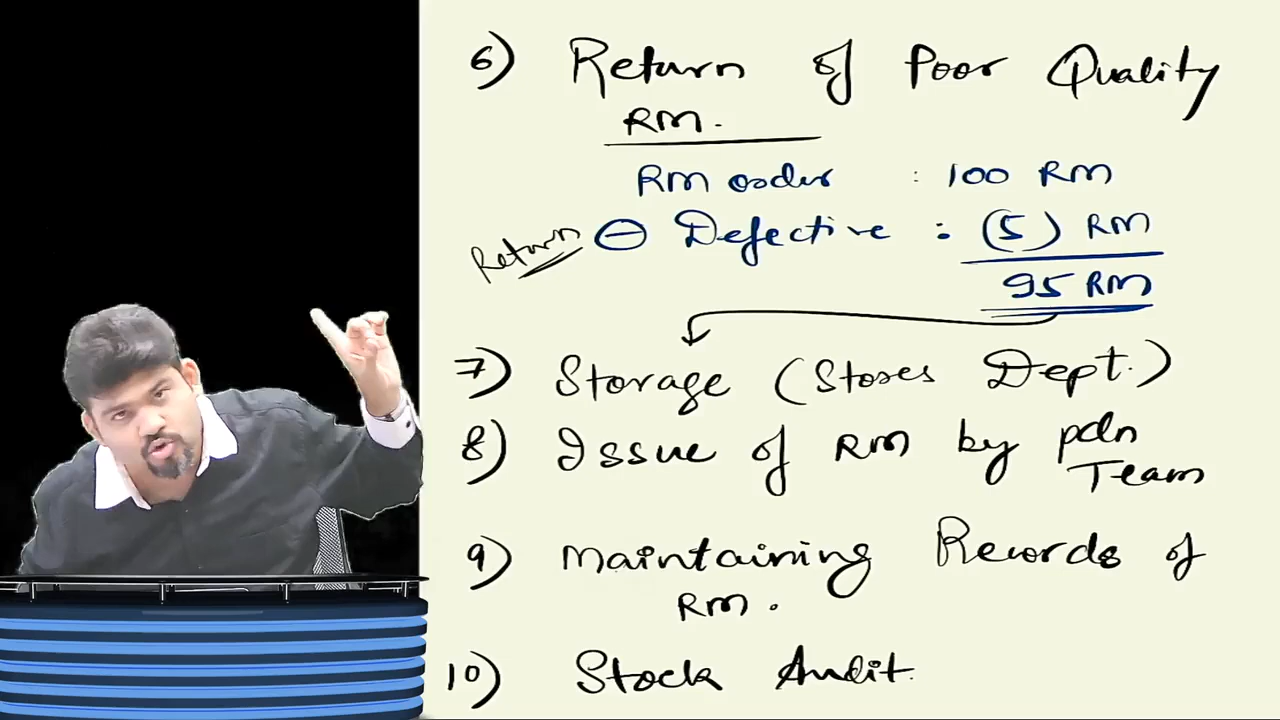 6) Return of Poor Quality
RM.
RM order : 100 RM
Return ⊖ Defective : (5) RM
95 RM
7) Storage (Stores Dept.)
8) Issue of RM by pdn
Team
9) Maintaining Records of
RM.
10) Stock Audit.